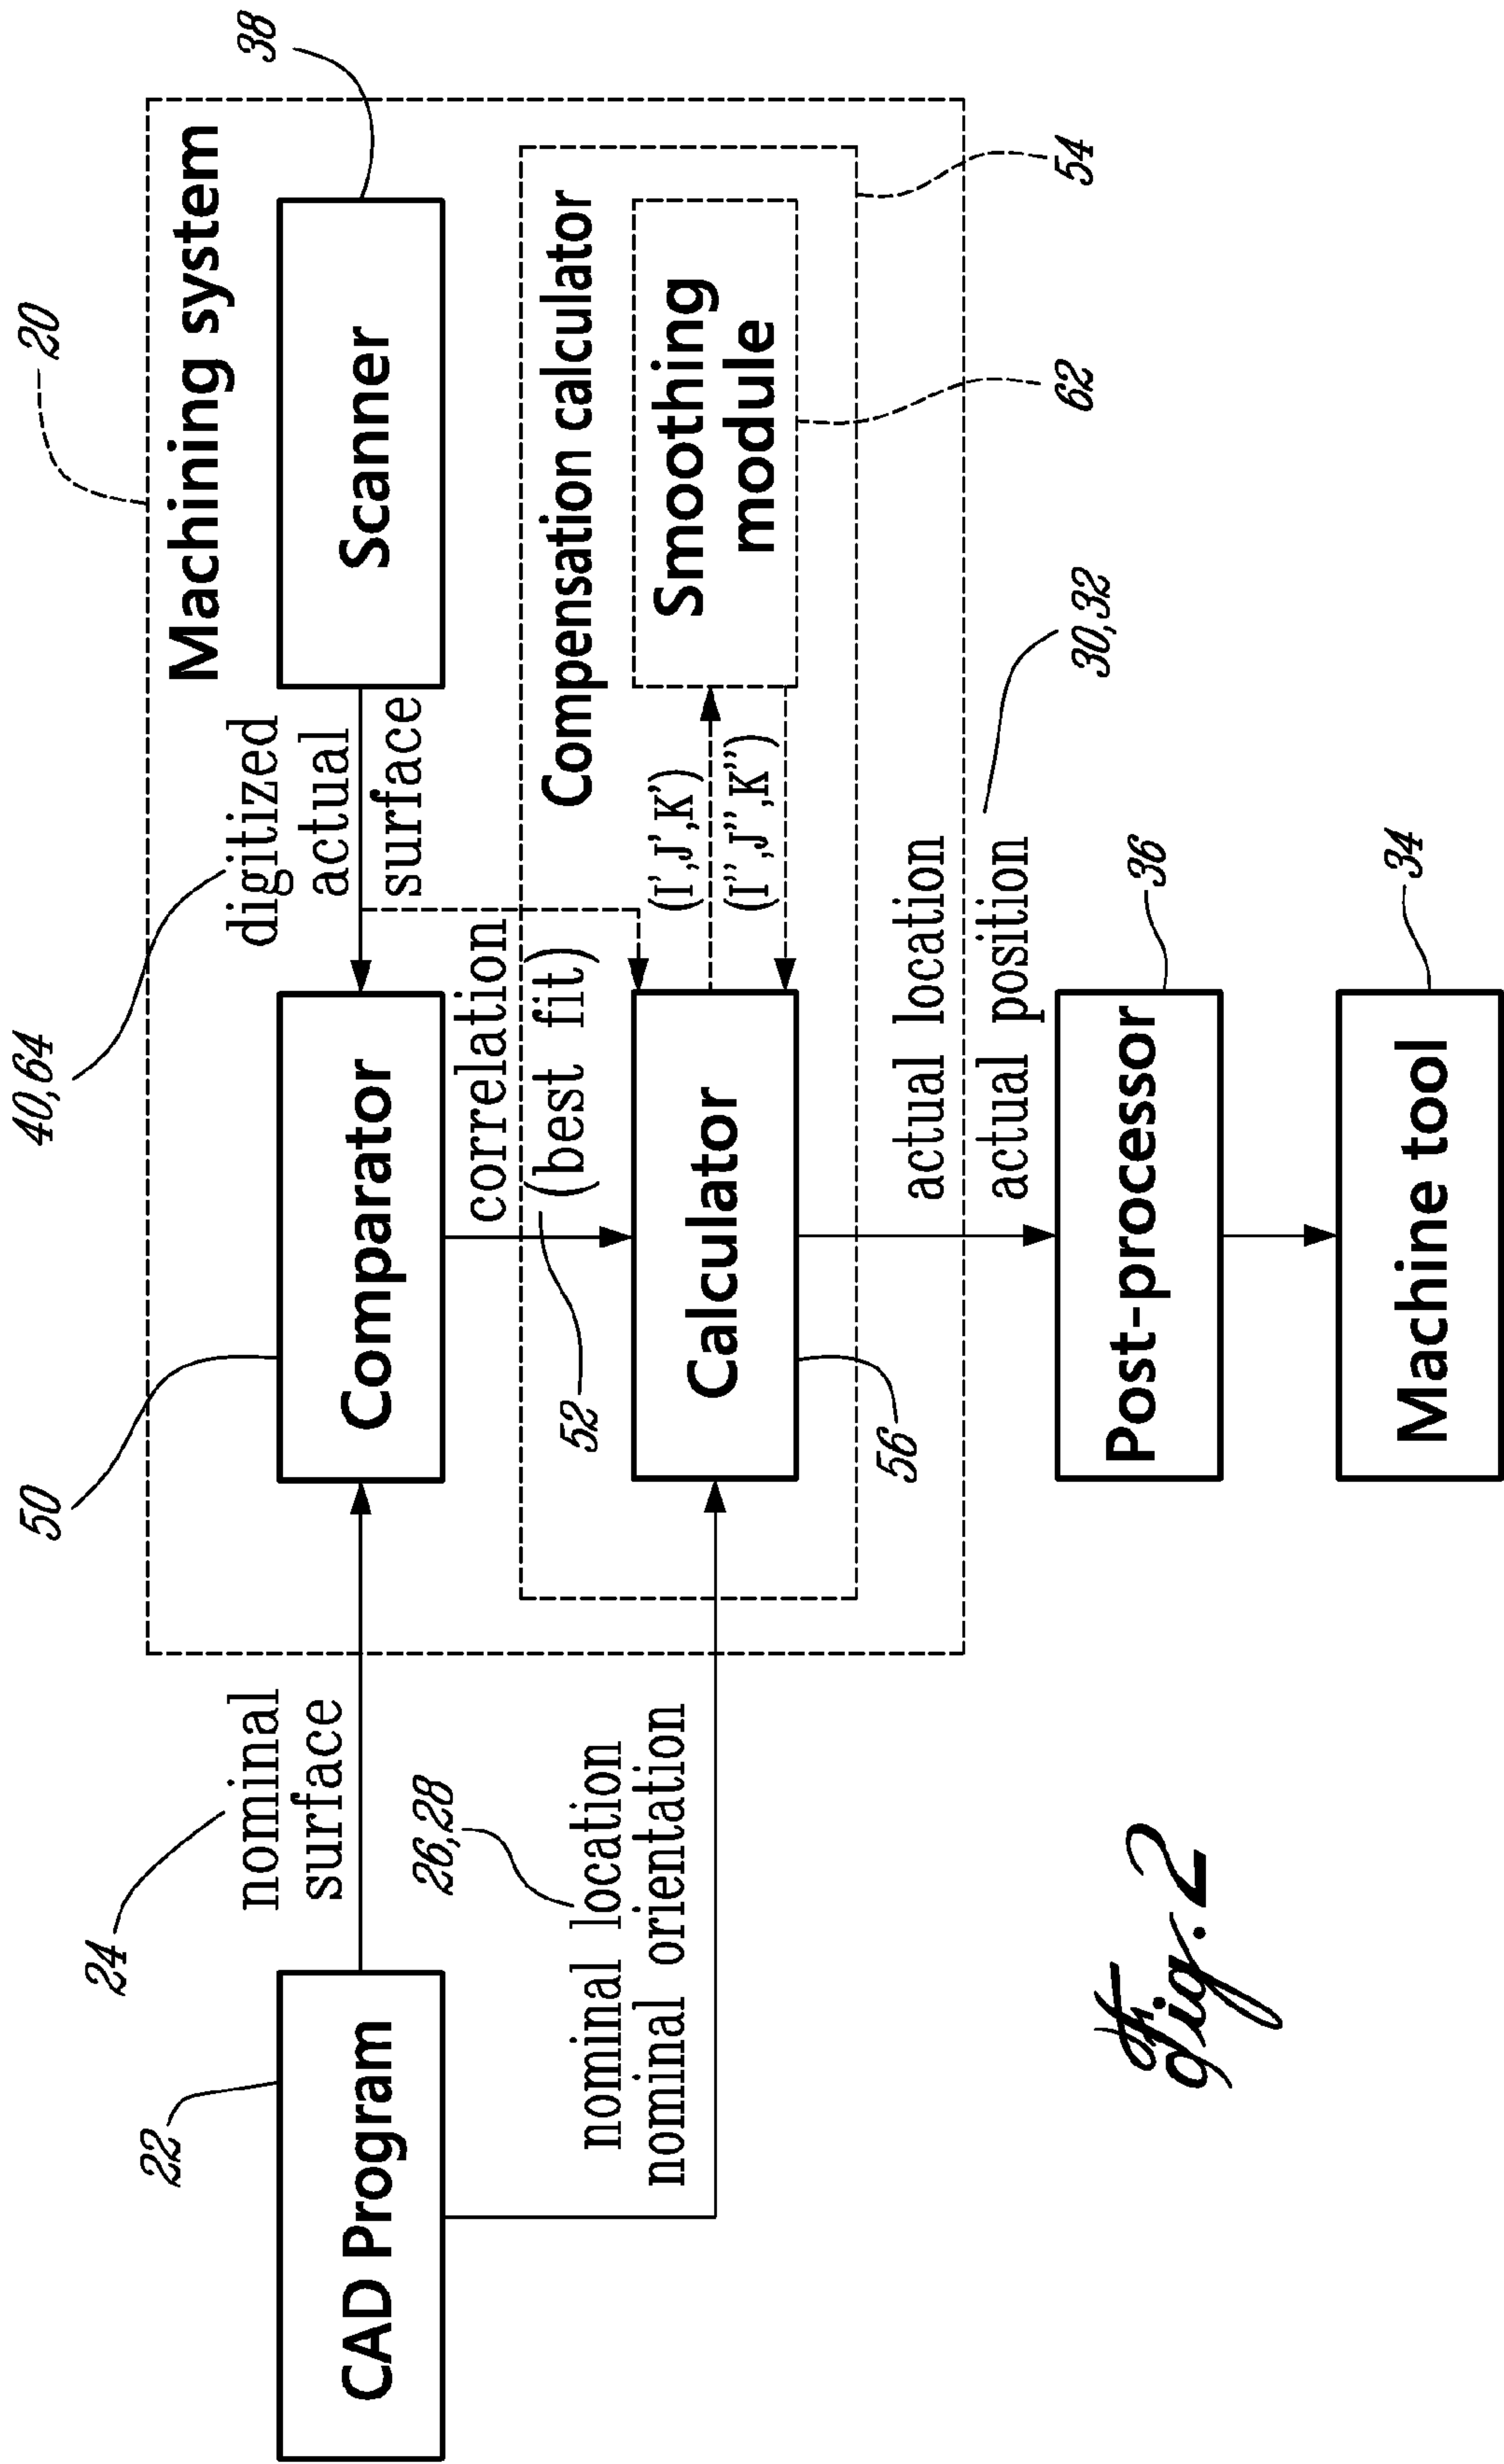 20
Machining system
38
40,64
50
24
22
digitized
actual
surface
nominal
surface
CAD Program
Comparator
Scanner
26,28
correlation
(best fit)
52
Compensation calculator
nominal location
nominal orientation
Calculator
(I',J',K')
(I'',J'',K'')
Smoothing
module
56
54
62
actual location
actual position
30,32
Post-processor
36
Machine tool
34
Fig. 2